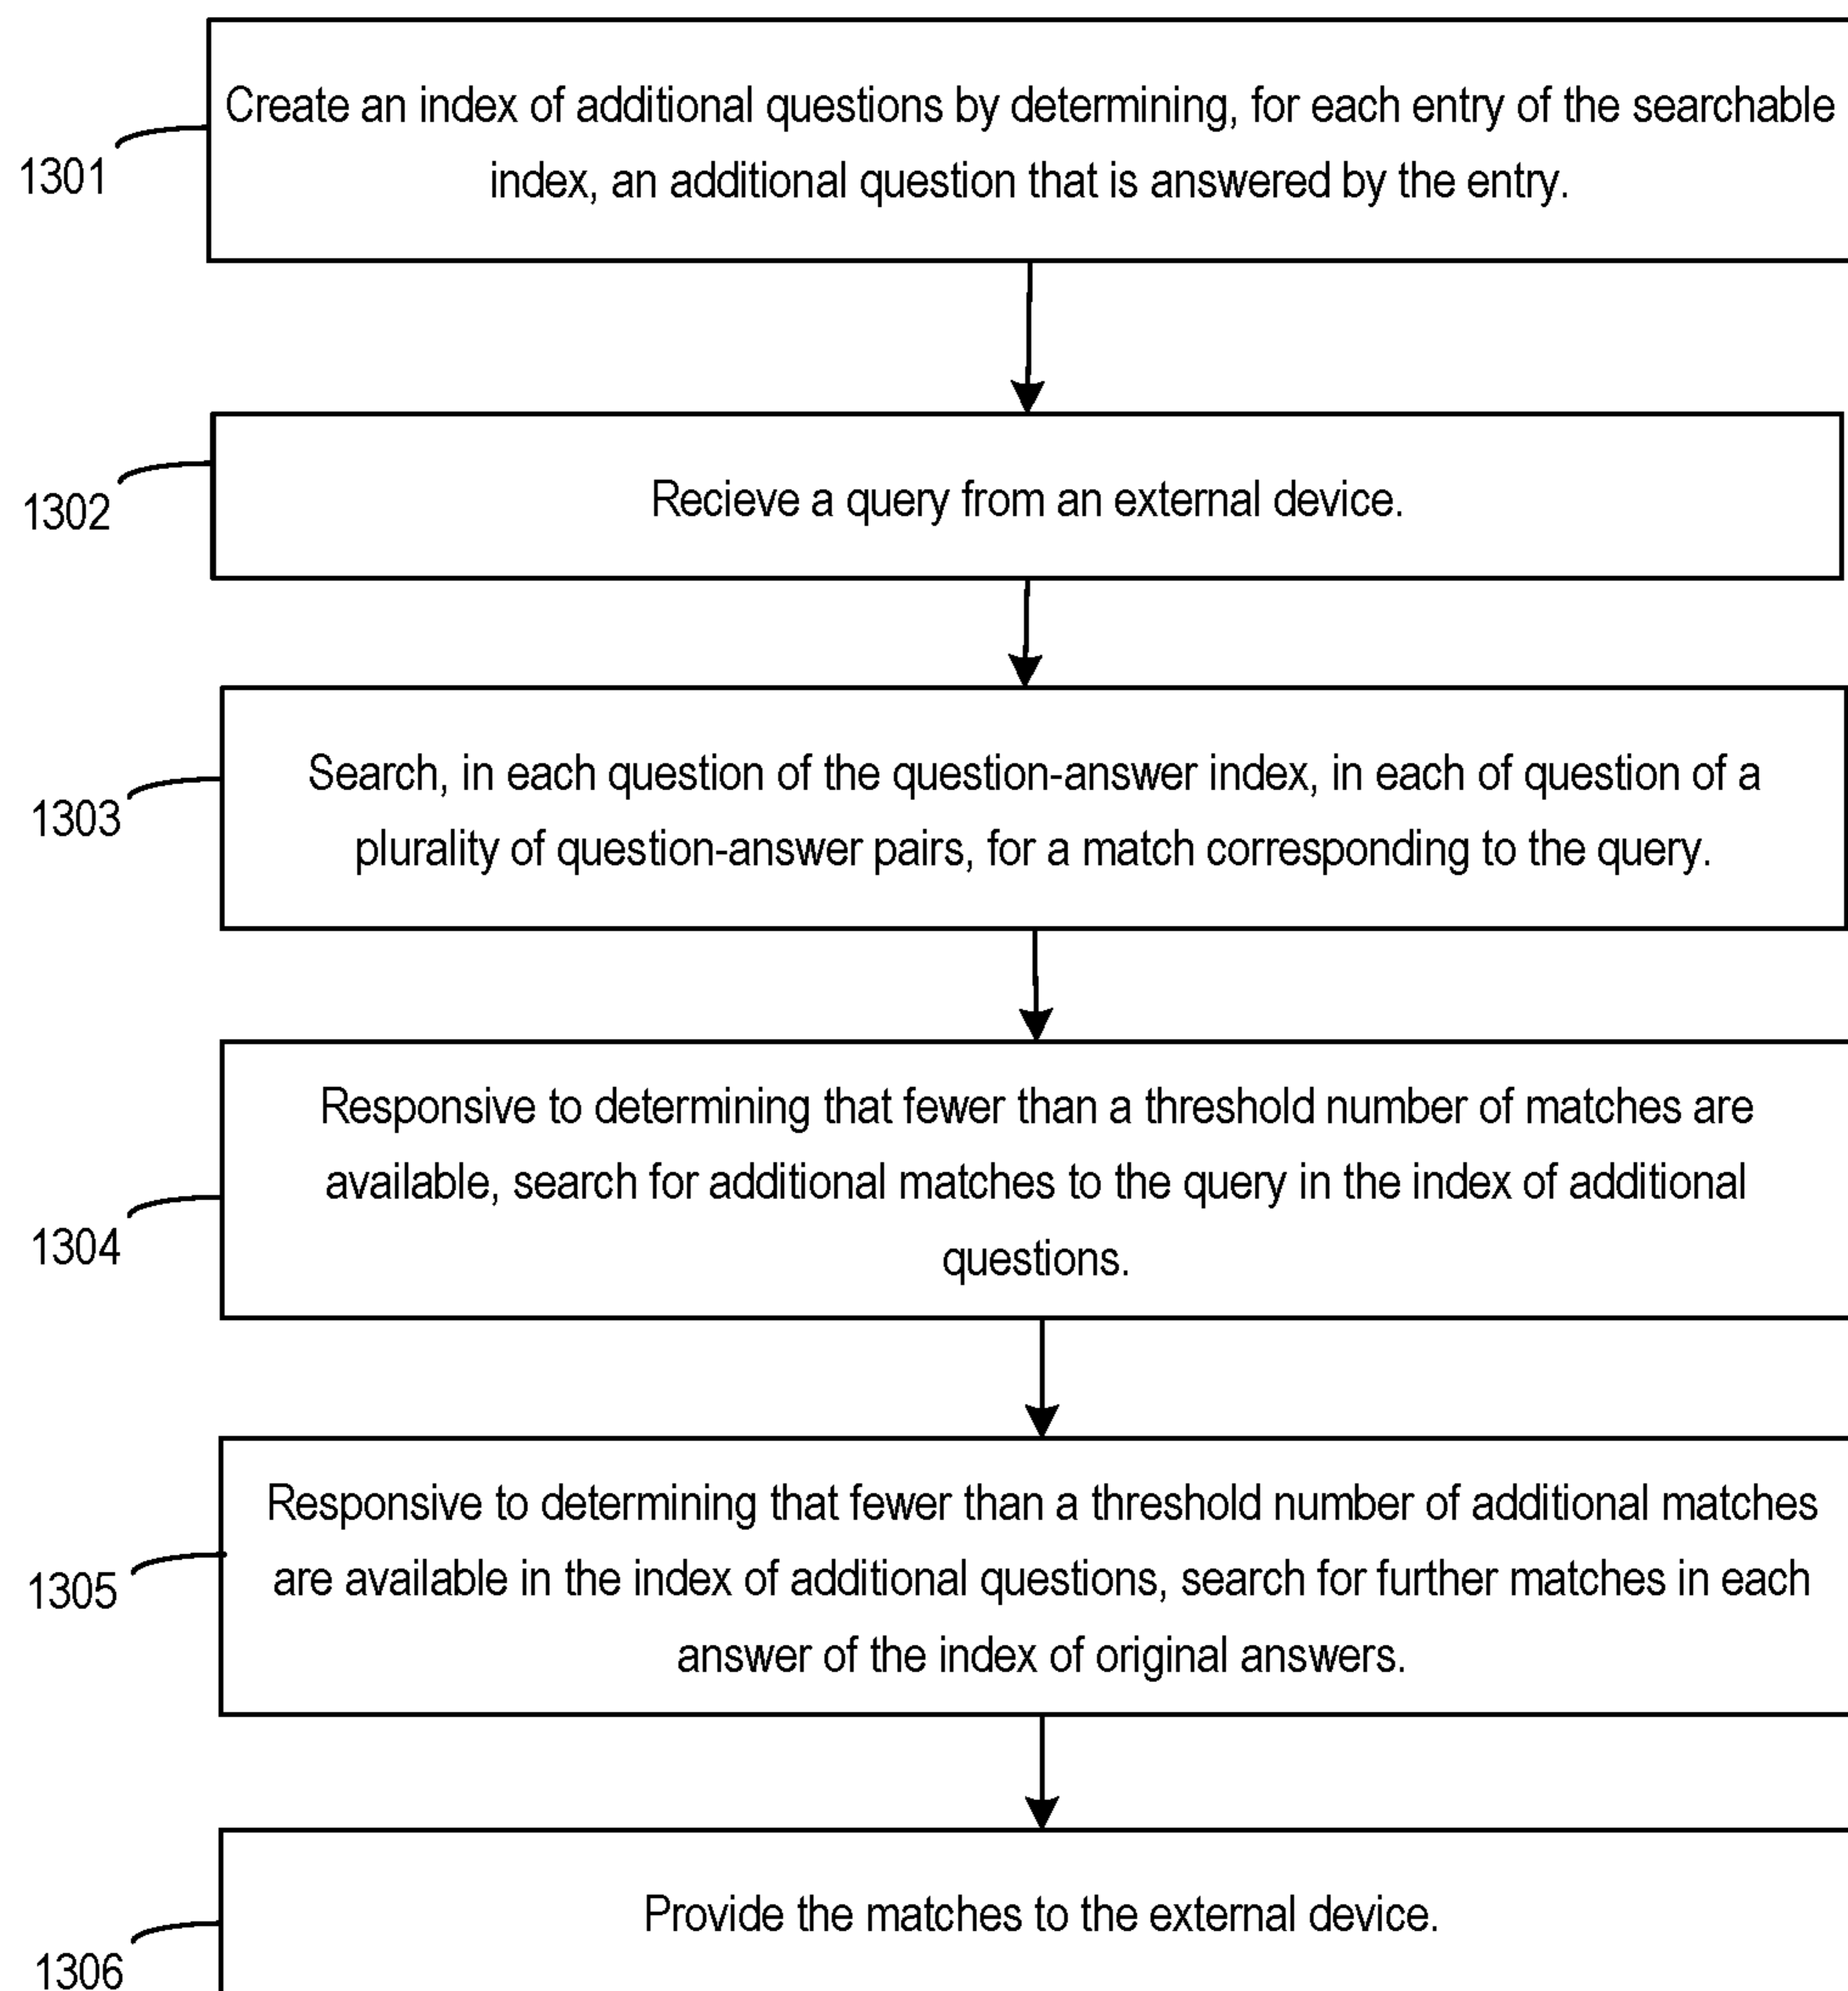 Create an index of additional questions by determining, for each entry of the searchable
index, an additional question that is answered by the entry.
1301
Recieve a query from an external device.
1302
Search, in each question of the question-answer index, in each of question of a
plurality of question-answer pairs, for a match corresponding to the query.
1303
Responsive to determining that fewer than a threshold number of matches are
available, search for additional matches to the query in the index of additional
questions.
1304
Responsive to determining that fewer than a threshold number of additional matches
are available in the index of additional questions, search for further matches in each
answer of the index of original answers.
1305
Provide the matches to the external device.
1306